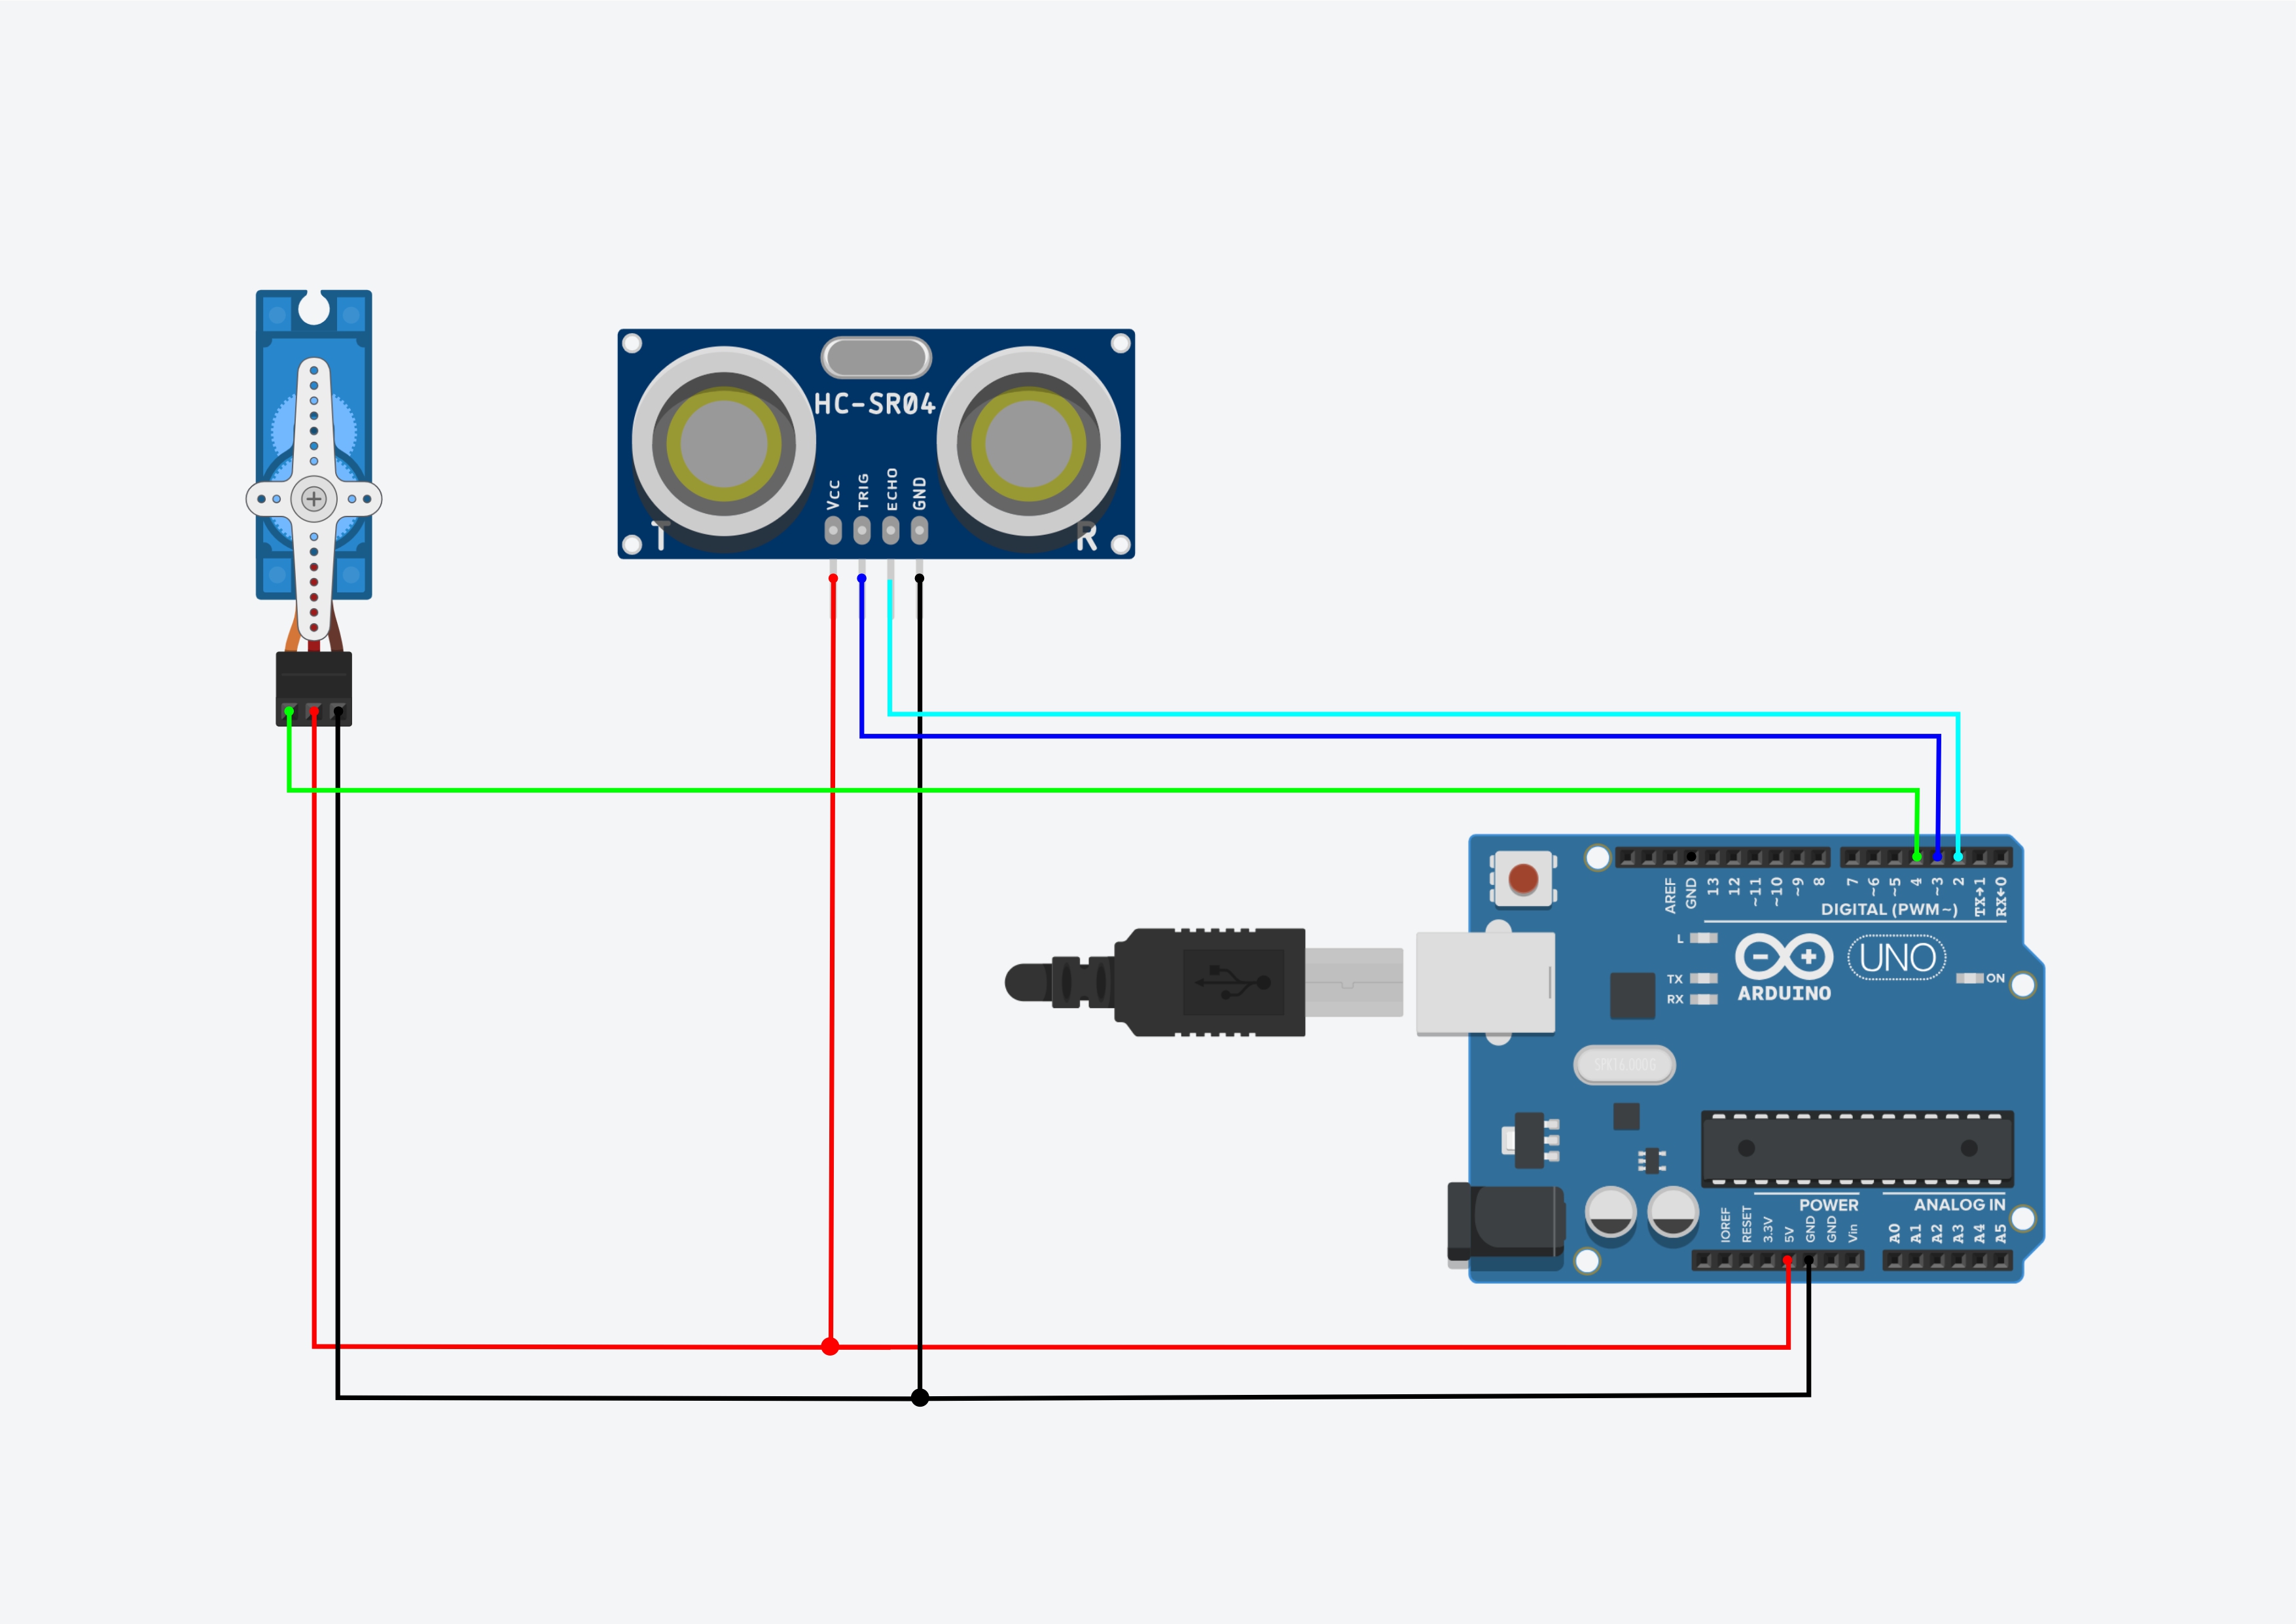 HC-SR04
Vcc
TRIG
ECHO
GND
T
R
AREF
GND
13
12
~11
~10
~9
8
7
~6
~5
4
~3
2
TX→1
RX←0
DIGITAL (PWM~)
L
TX
RX
ARDUINO
UNO
ON
SPK16.000G
POWER
ANALOG IN
IOREF
RESET
3.3V
5V
GND
GND
Vin
A0
A1
A2
A3
A4
A5